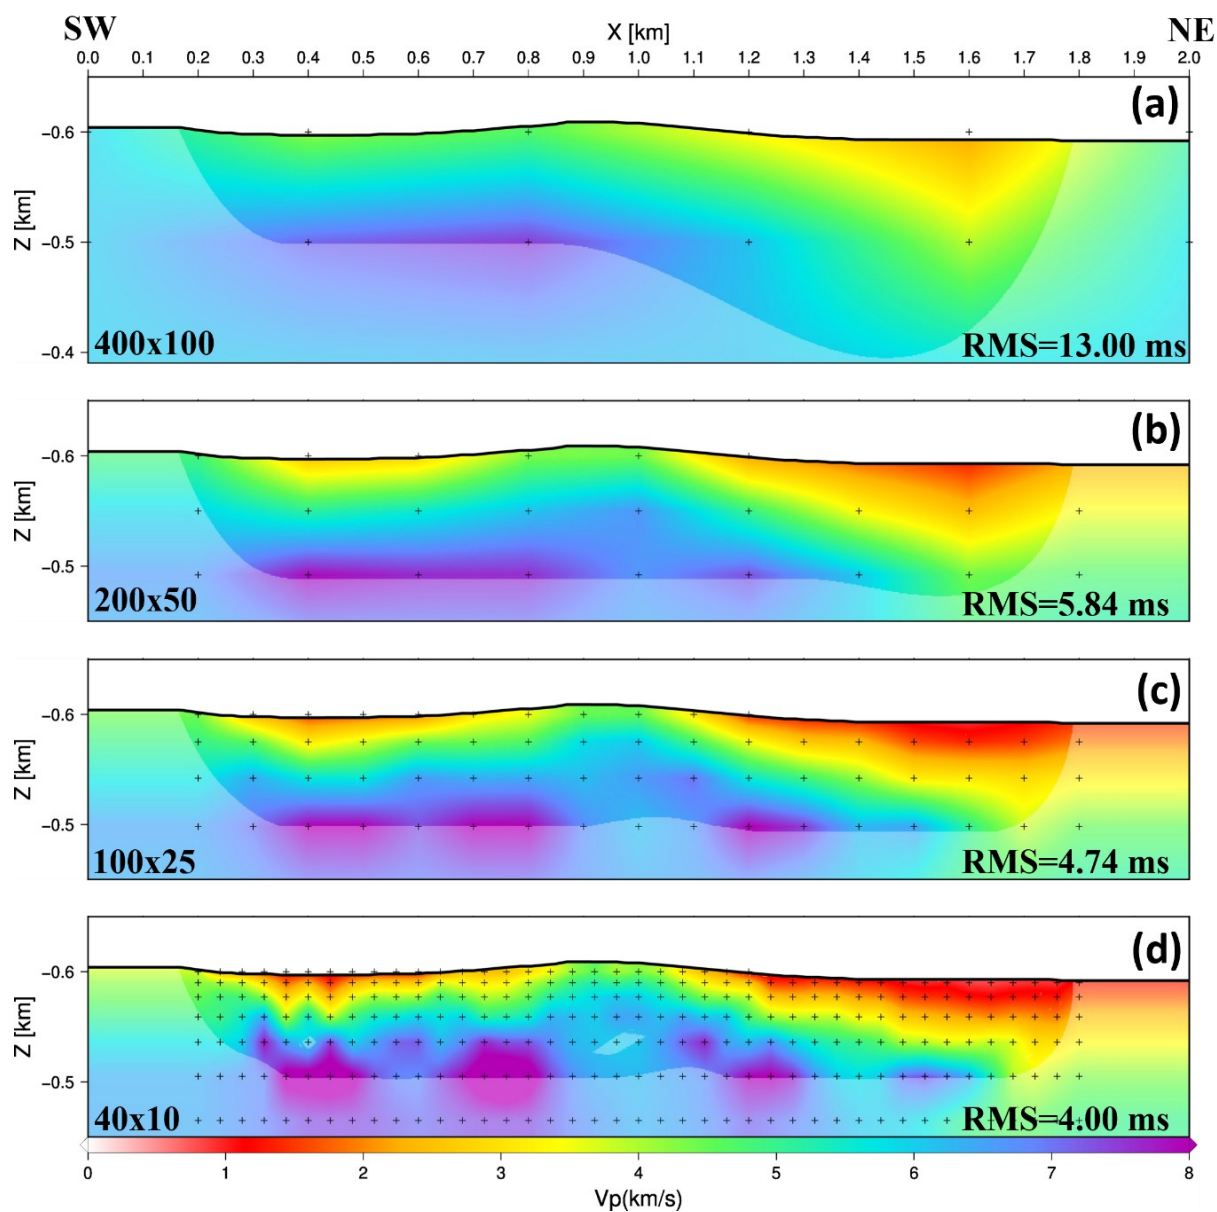 SW
X [km]
NE
0.0 0.1 0.2 0.3 0.4 0.5 0.6 0.7 0.8 0.9 1.0 1.1 1.2 1.3 1.4 1.5 1.6 1.7 1.8 1.9 2.0
(a)
−0.6
Z [km]
−0.5
−0.4
400x100
RMS=13.00 ms
(b)
−0.6
Z [km]
−0.5
200x50
RMS=5.84 ms
(c)
−0.6
Z [km]
−0.5
100x25
RMS=4.74 ms
(d)
−0.6
Z [km]
−0.5
40x10
RMS=4.00 ms
0 1 2 3 4 5 6 7 8
Vp(km/s)